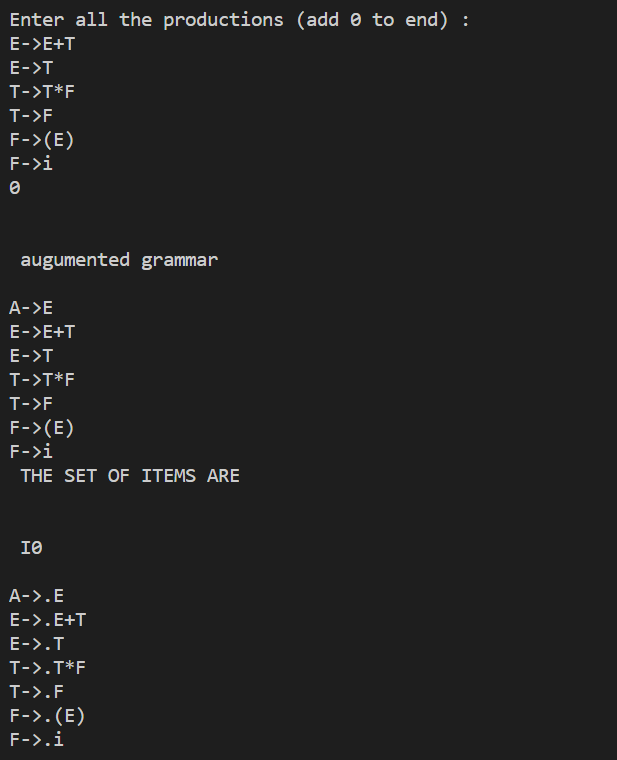 Enter all the productions (add 0 to end) :
E->E+T
E->T
T->T*F
T->F
F->(E)
F->i
0
augumented grammar
A->E
E->E+T
E->T
T->T*F
T->F
F->(E)
F->i
THE SET OF ITEMS ARE
I0
A->.E
E->.E+T
E->.T
T->.T*F
T->.F
F->.(E)
F->.i